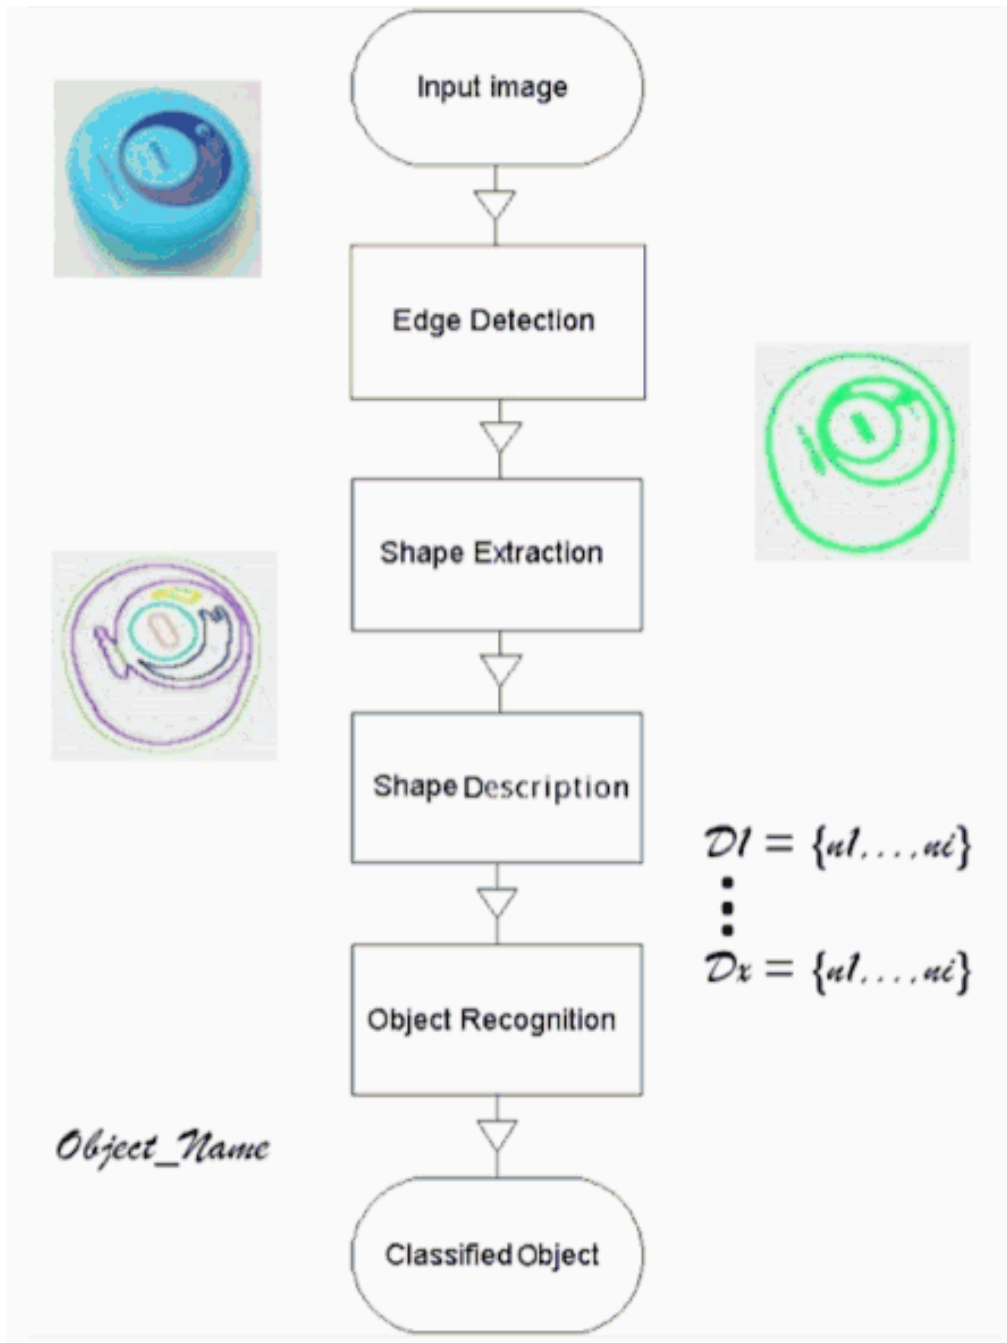 Input image
Edge Detection
Shape Extraction
Shape Description
D1 = {n1....,ni}
Dx = {n1....,ni}
Object Recognition
Object_Name
Classified Object